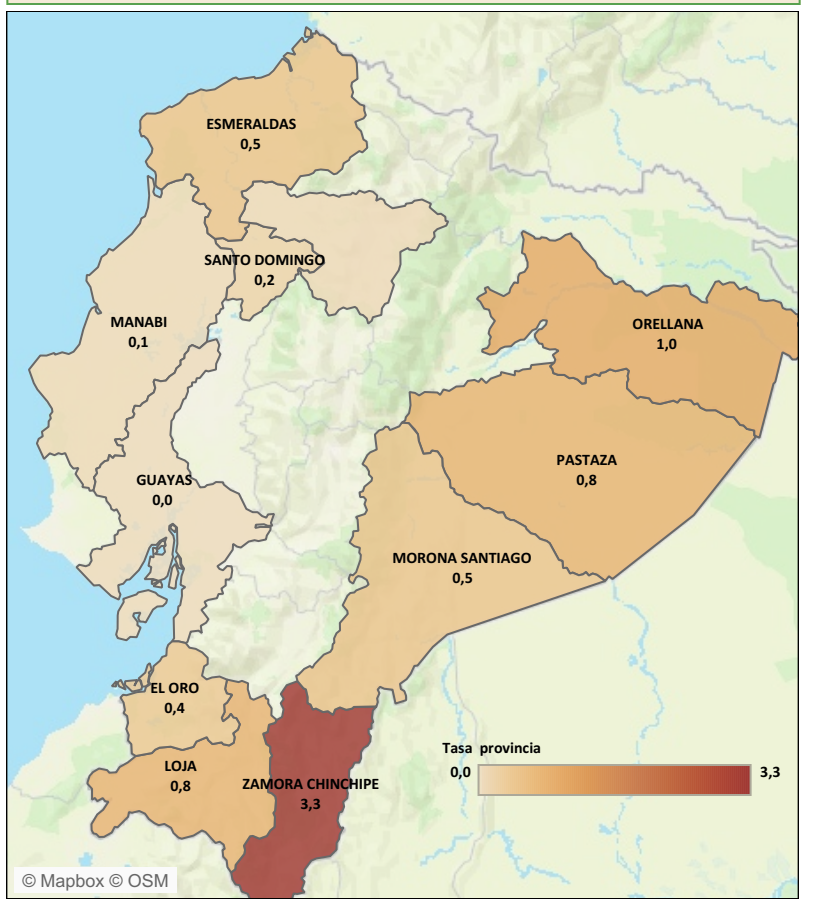 ESMERALDAS
0,5
SANTO DOMINGO
0,2
MANABI
0,1
ORELLANA
1,0
PASTAZA
0,8
GUAYAS
0,0
MORONA SANTIAGO
0,5
EL ORO
0,4
LOJA
0,8
ZAMORA CHINCHIPE
3,3
Tasa provincia
0,0
3,3
© Mapbox © OSM